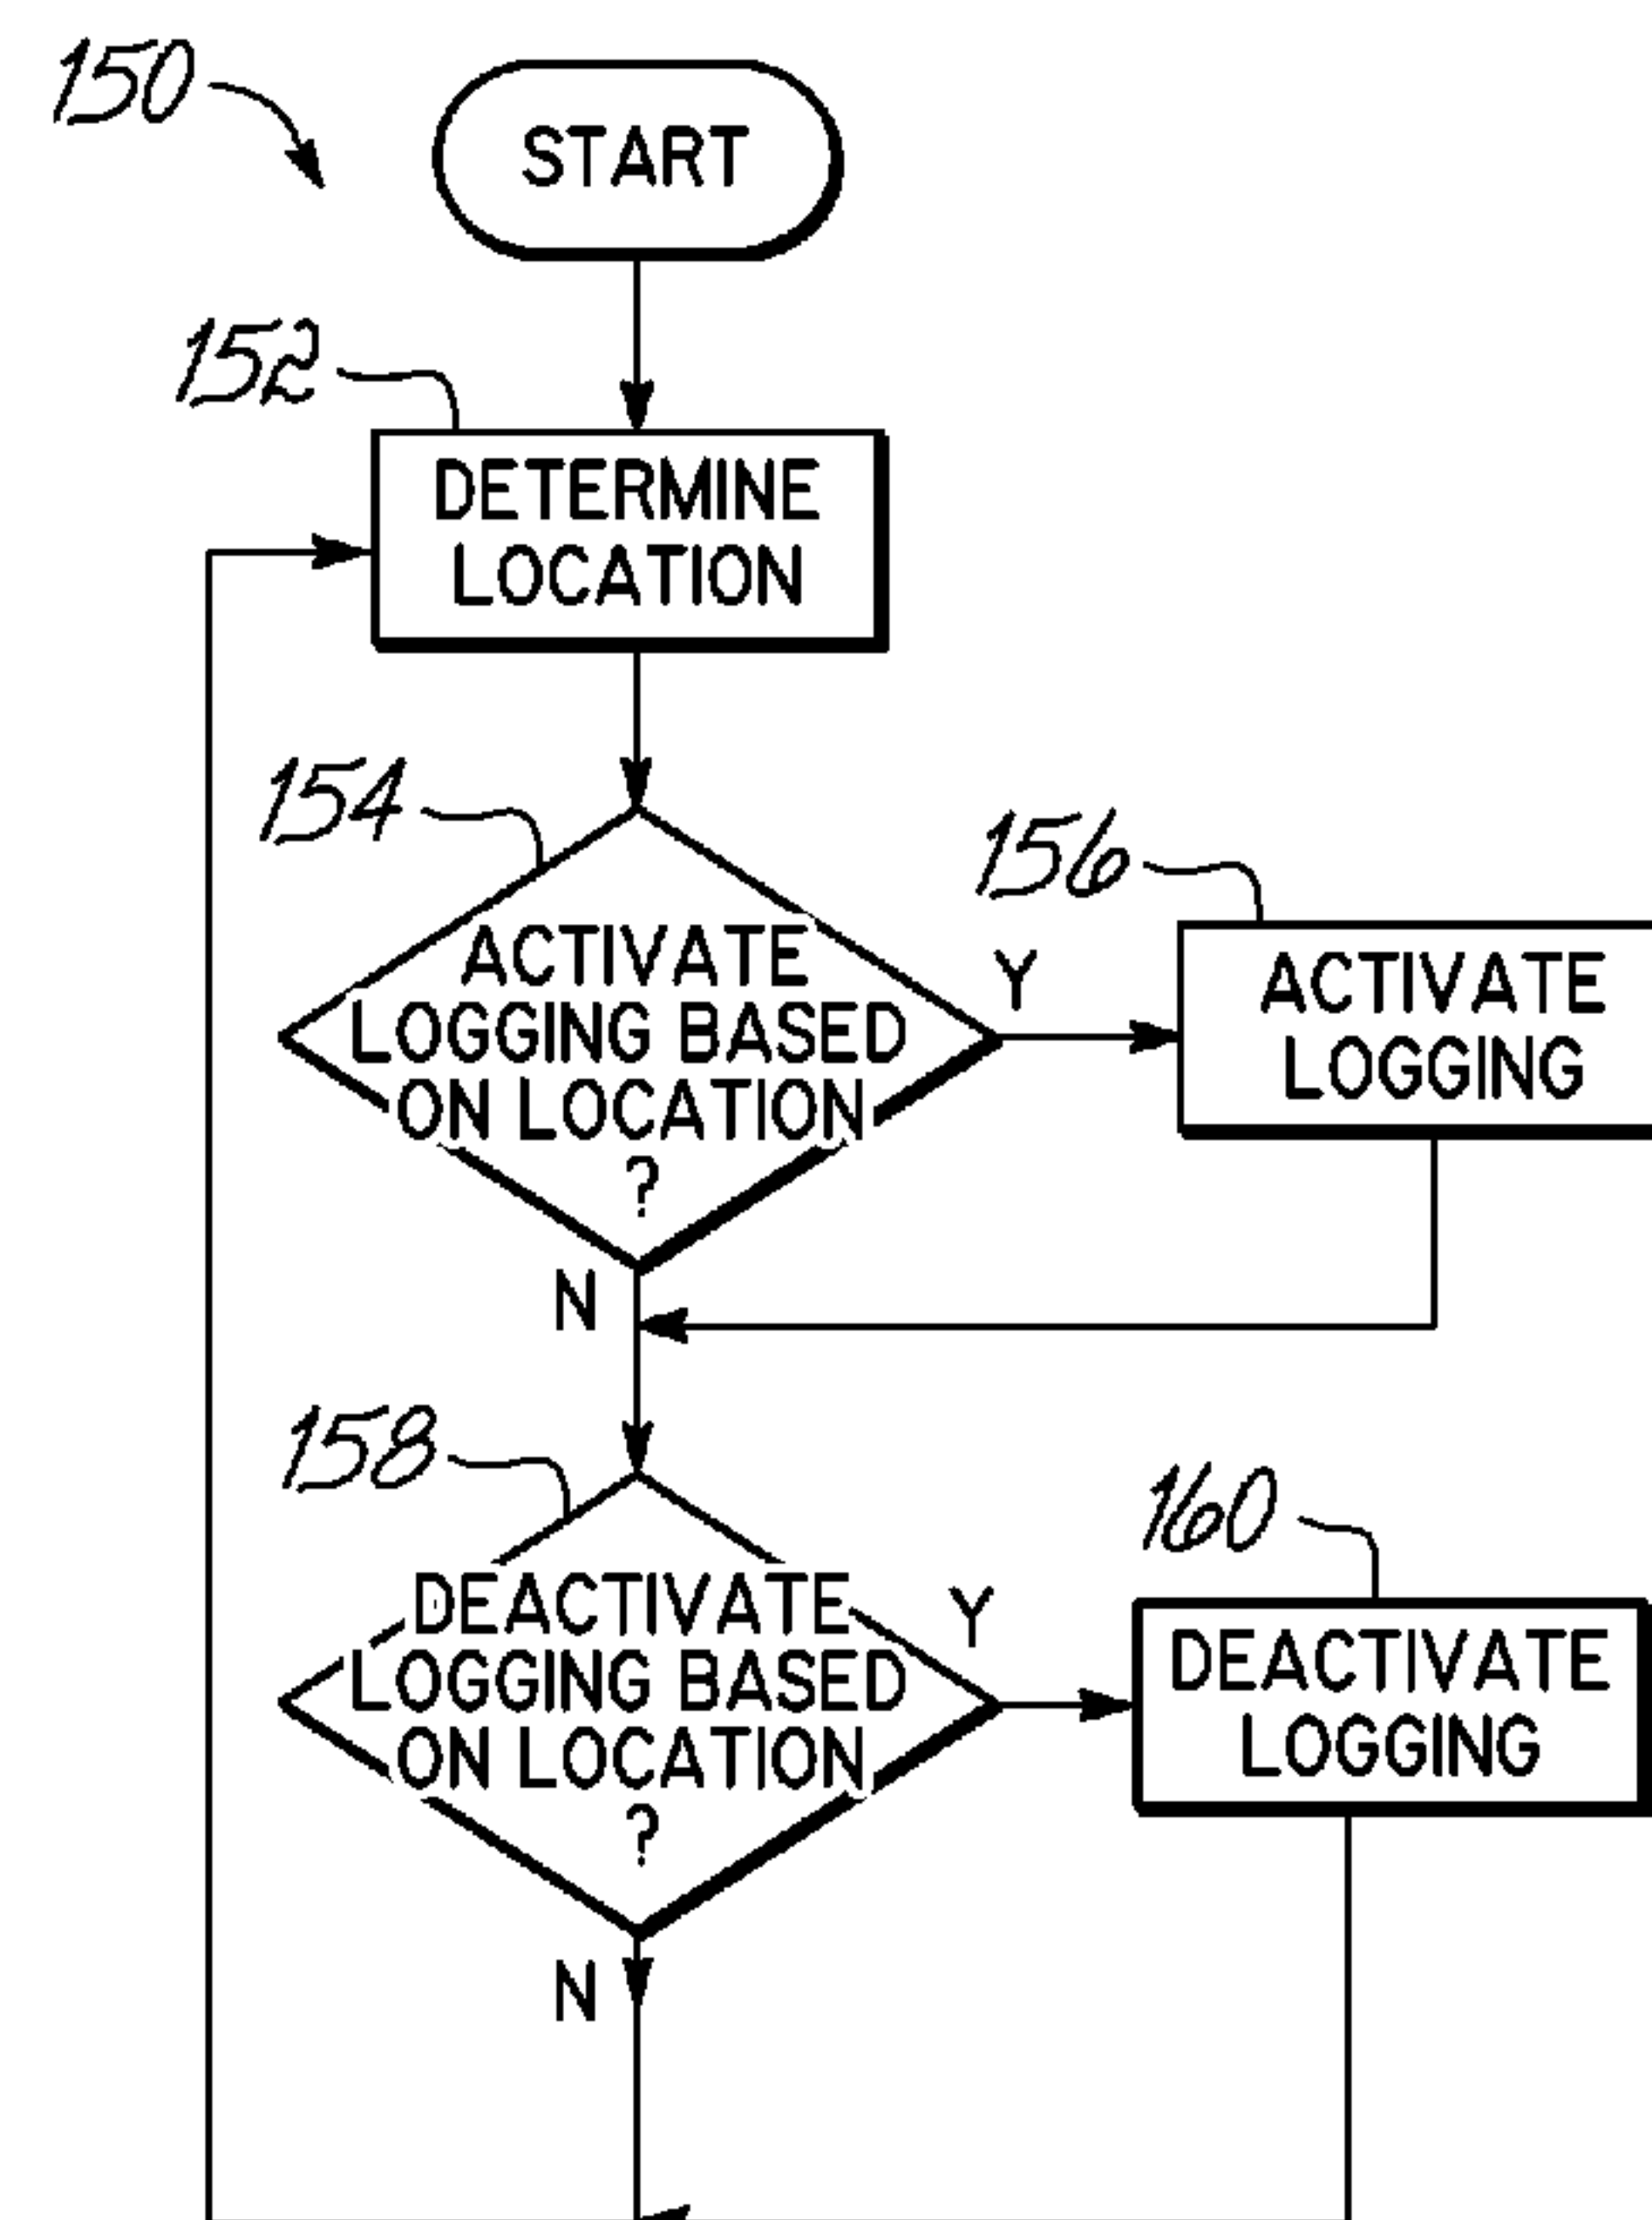 150
START
152
DETERMINE
LOCATION
154
ACTIVATE
LOGGING BASED
ON LOCATION
?
Y
156
ACTIVATE
LOGGING
N
158
DEACTIVATE
LOGGING BASED
ON LOCATION
?
Y
160
DEACTIVATE
LOGGING
N